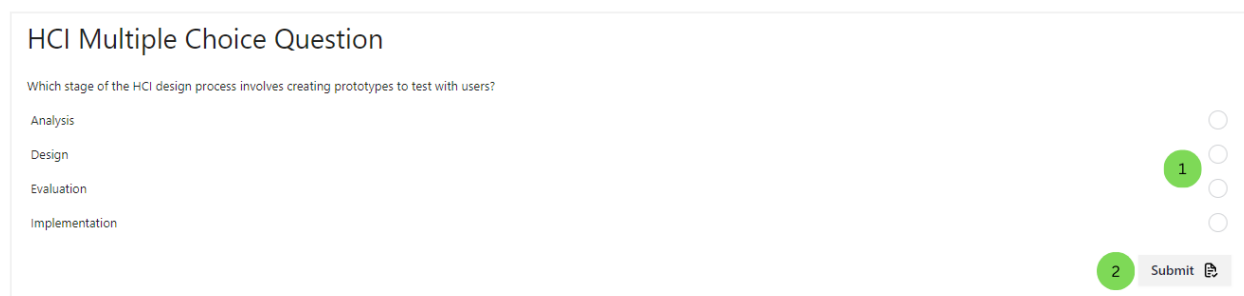 HCI Multiple Choice Question
Which stage of the HCI design process involves creating prototypes to test with users?
Analysis
Design
1
Evaluation
Implementation
2 Submit